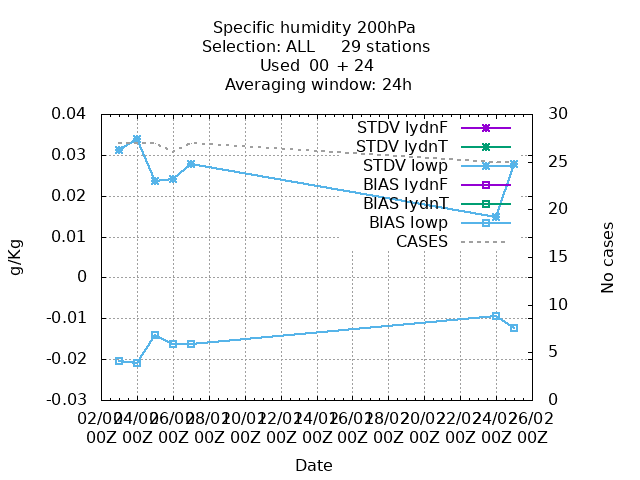 Specific humidity 200hPa
Selection: ALL 29 stations
Used 00 + 24
Averaging window: 24h
0.04
0.03
0.02
0.01
0
-0.01
-0.02
-0.03
g/Kg
STDV lydnF
STDV lydnT
STDV lowp
BIAS lydnF
BIAS lydnT
BIAS lowp
CASES
30
25
20
15
10
5
0
No cases
02/02 04/02 06/02 08/02 10/02 12/02 14/02 16/02 18/02 20/02 22/02 24/02 26/02
00Z 00Z 00Z 00Z 00Z 00Z 00Z 00Z 00Z 00Z 00Z 00Z 00Z
Date